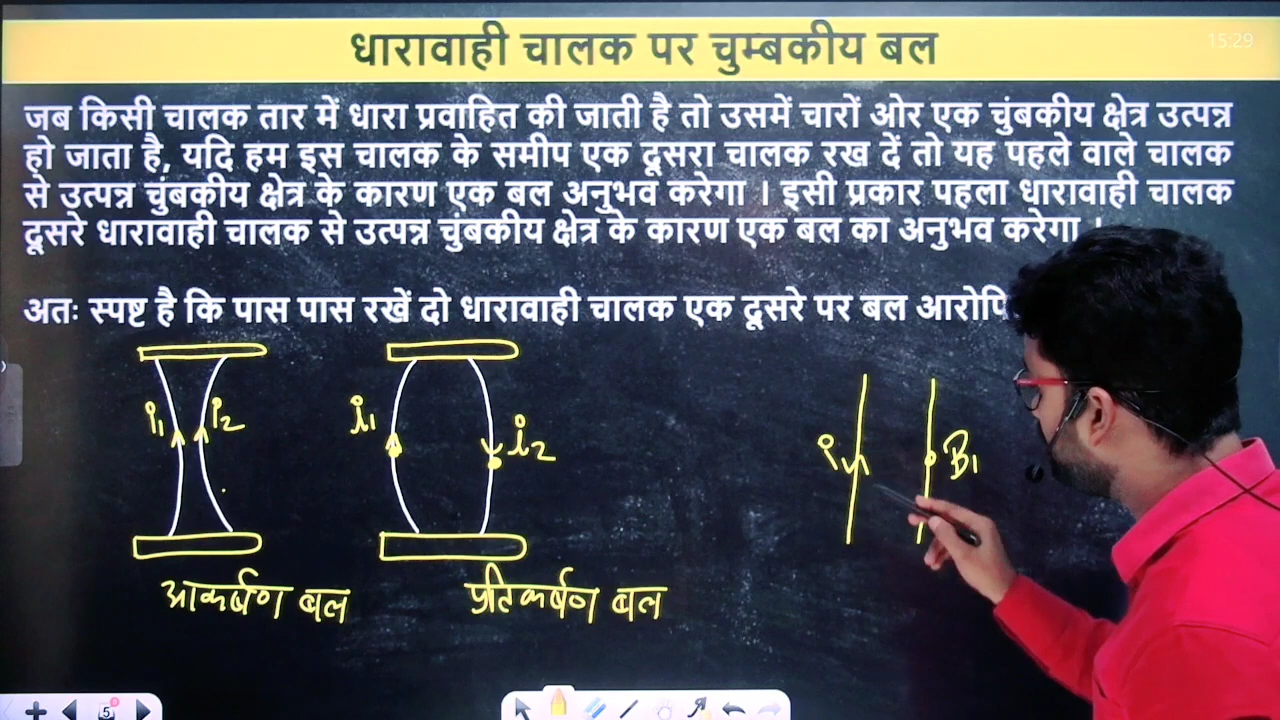 धारावाही चालक पर चुम्बकीय बल
15:29
जब किसी चालक तार में धारा प्रवाहित की जाती है तो उसमें चारों ओर एक चुंबकीय क्षेत्र उत्पन्न
हो जाता है, यदि हम इस चालक के समीप एक दूसरा चालक रख दें तो यह पहले वाले चालक
से उत्पन्न चुंबकीय क्षेत्र के कारण एक बल अनुभव करेगा । इसी प्रकार पहला धारावाही चालक
दूसरे धारावाही चालक से उत्पन्न चुंबकीय क्षेत्र के कारण एक बल का अनुभव करेगा ।
अतः स्पष्ट है कि पास पास रखें दो धारावाही चालक एक दूसरे पर बल
i1 i2 i1 i2 B1
आकर्षण बल प्रतिकर्षण बल
5